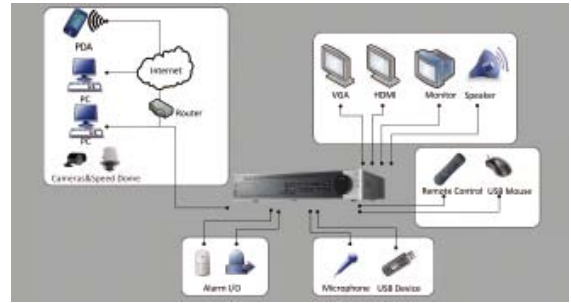 PDA
Internet
PC
Router
PC
Cameras&Speed Dome
VGA HDMI Monitor Speaker
Remote Control USB Mouse
Alarm I/O
Microphone USB Device